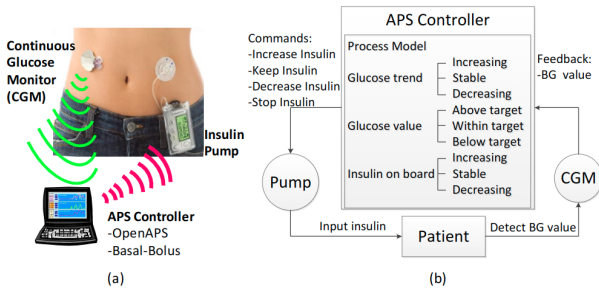 Continuous
Glucose
Monitor
(CGM)
Insulin
Pump
APS Controller
-OpenAPS
-Basal-Bolus
(a)
Commands:
-Increase Insulin
-Keep Insulin
-Decrease Insulin
-Stop Insulin
APS Controller
Process Model
Glucose trend
Increasing
Stable
Decreasing
Glucose value
Above target
Within target
Below target
Insulin on board
Increasing
Stable
Decreasing
Feedback:
-BG value
Pump
CGM
Input insulin
Patient
Detect BG value
(b)